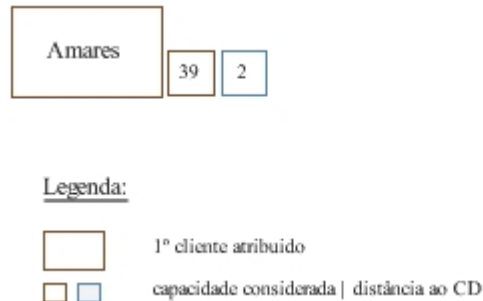 Amares
39 2
Legenda:
1º cliente atribuido
capacidade considerada | distância ao CD